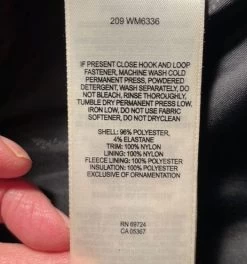 209 WM6336
IF PRESENT CLOSE HOOK AND LOOP
FASTENER, MACHINE WASH COLD
PERMANENT PRESS, POWDERED
DETERGENT, WASH SEPARATELY, DO
NOT BLEACH, RINSE THOROUGHLY,
TUMBLE DRY PERMANENT PRESS LOW,
IRON LOW, DO NOT USE FABRIC
SOFTENER, DO NOT DRYCLEAN
SHELL: 96% POLYESTER,
4% ELASTANE
TRIM: 100% NYLON
LINING: 100% NYLON
FLEECE LINING: 100% POLYESTER
INSULATION: 100% POLYESTER
EXCLUSIVE OF ORNAMENTATION
RN 69724
CA 05367